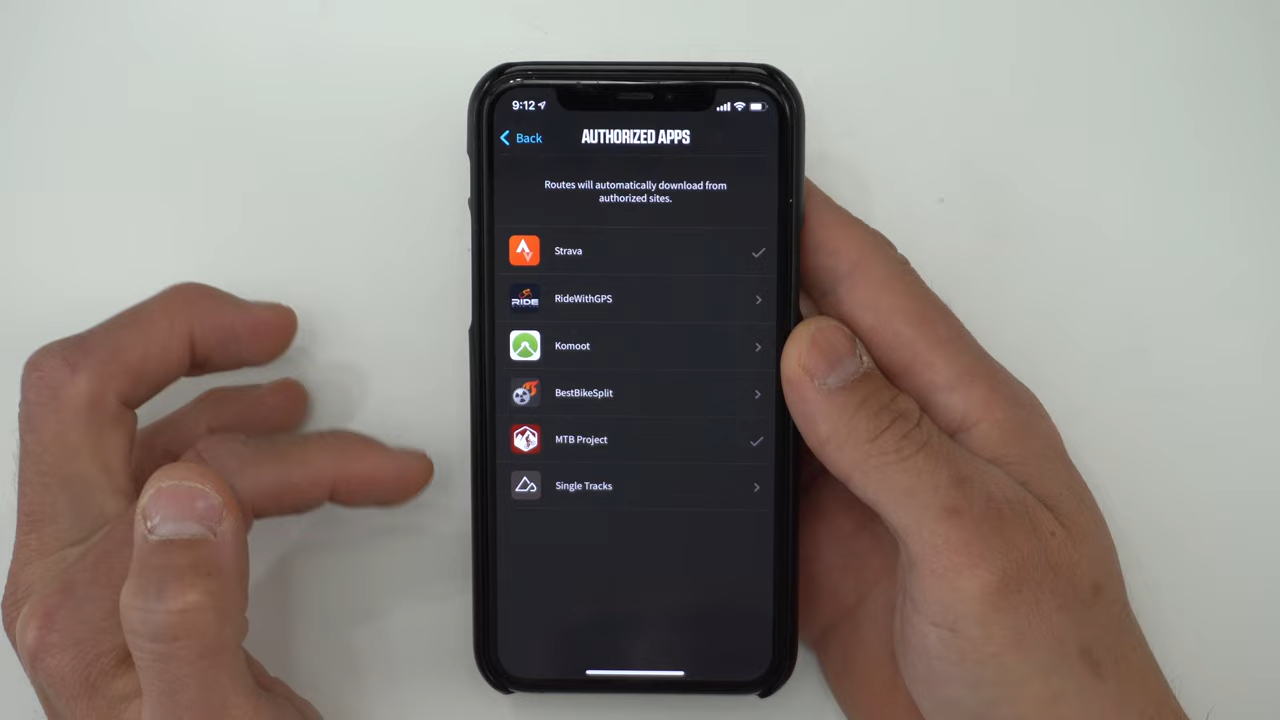 9:12
Back
AUTHORIZED APPS
Routes will automatically download from
authorized sites.
Strava
RIDE
RideWithGPS
Komoot
BestBikeSplit
MTB Project
Single Tracks